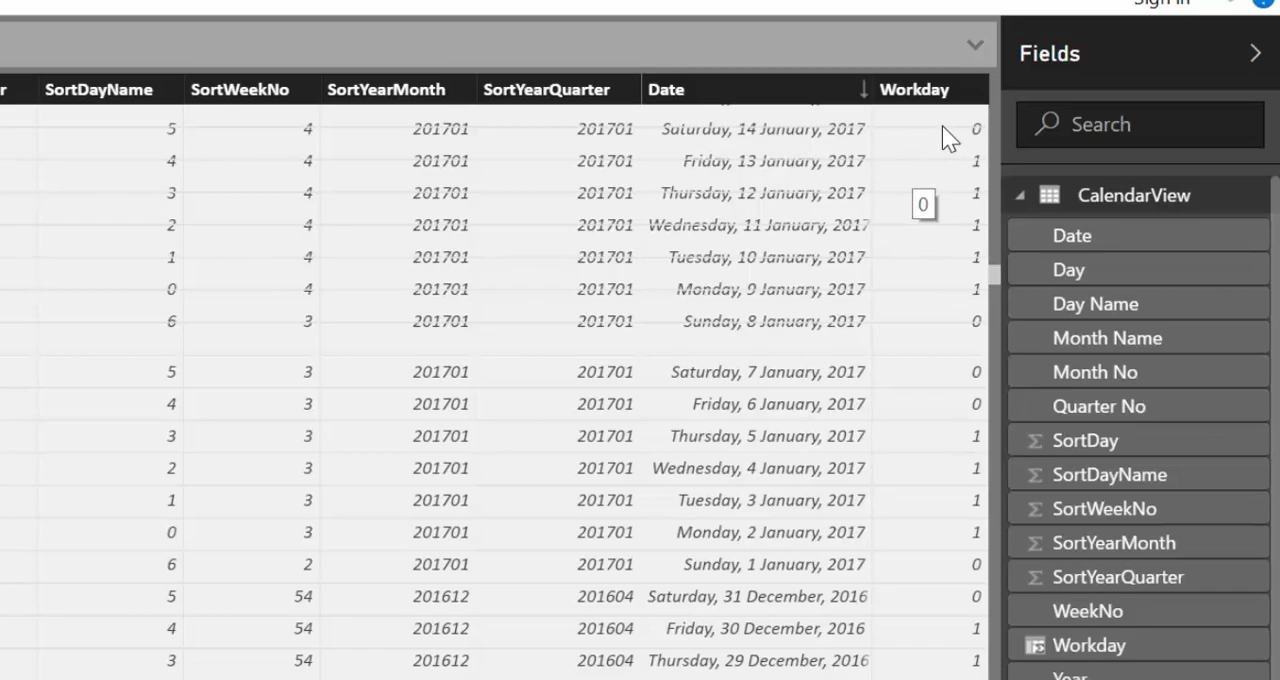 Sign in
Fields
r SortDayName SortWeekNo SortYearMonth SortYearQuarter Date Workday
Search
5 4 201701 201701 Saturday, 14 January, 2017 0
4 4 201701 201701 Friday, 13 January, 2017 1
3 4 201701 201701 Thursday, 12 January, 2017 1
0
2 4 201701 201701 Wednesday, 11 January, 2017 1
1 4 201701 201701 Tuesday, 10 January, 2017 1
0 4 201701 201701 Monday, 9 January, 2017 1
6 3 201701 201701 Sunday, 8 January, 2017 0
5 3 201701 201701 Saturday, 7 January, 2017 0
4 3 201701 201701 Friday, 6 January, 2017 0
3 3 201701 201701 Thursday, 5 January, 2017 1
2 3 201701 201701 Wednesday, 4 January, 2017 1
1 3 201701 201701 Tuesday, 3 January, 2017 1
0 3 201701 201701 Monday, 2 January, 2017 1
6 2 201701 201701 Sunday, 1 January, 2017 0
5 54 201612 201604 Saturday, 31 December, 2016 0
4 54 201612 201604 Friday, 30 December, 2016 1
3 54 201612 201604 Thursday, 29 December, 2016 1
CalendarView
Date
Day
Day Name
Month Name
Month No
Quarter No
SortDay
SortDayName
SortWeekNo
SortYearMonth
SortYearQuarter
WeekNo
Workday
Year